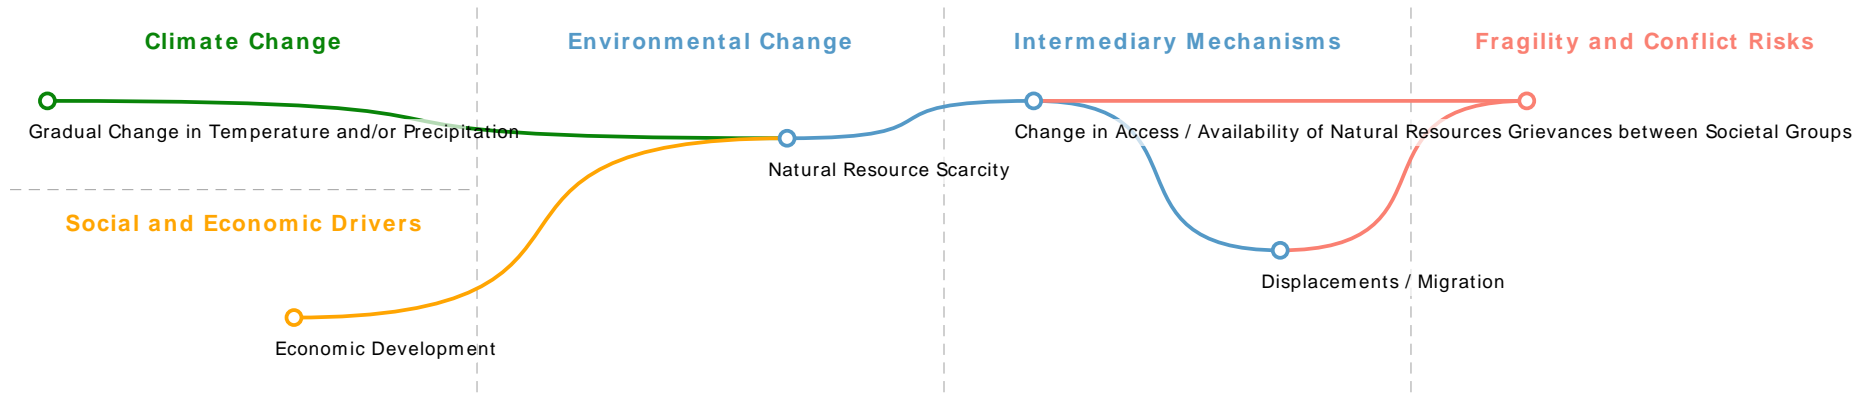 Climate Change
Environmental Change
Intermediary Mechanisms
Fragility and Conflict Risks
Gradual Change in Temperature and/or Precipitation
Change in Access / Availability of Natural Resources
Grievances between Societal Groups
Natural Resource Scarcity
Social and Economic Drivers
Displacements / Migration
Economic Development